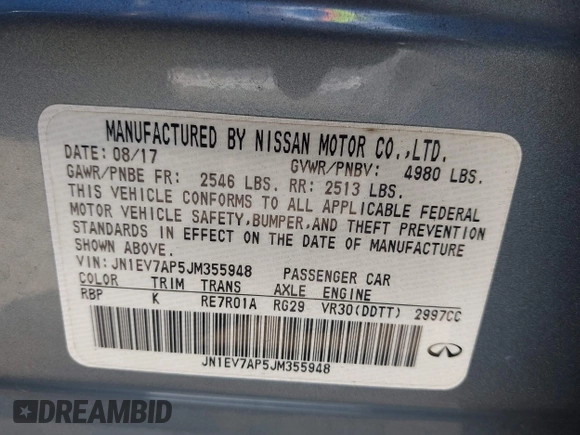 MANUFACTURED BY NISSAN MOTOR CO.,LTD.
DATE: 08/17 GVWR/PNBV: 4980 LBS.
GAWR/PNBE FR: 2546 LBS. RR: 2513 LBS.
THIS VEHICLE CONFORMS TO ALL APPLICABLE FEDERAL
MOTOR VEHICLE SAFETY,BUMPER,AND THEFT PREVENTION
STANDARDS IN EFFECT ON THE DATE OF MANUFACTURE
SHOWN ABOVE.
VIN:JN1EV7AP5JM355948 PASSENGER CAR
COLOR TRIM TRANS AXLE ENGINE
RBP K RE7R01A RG29 VR30(DDTT) 2997CC
JN1EV7AP5JM355948
DREAMBID